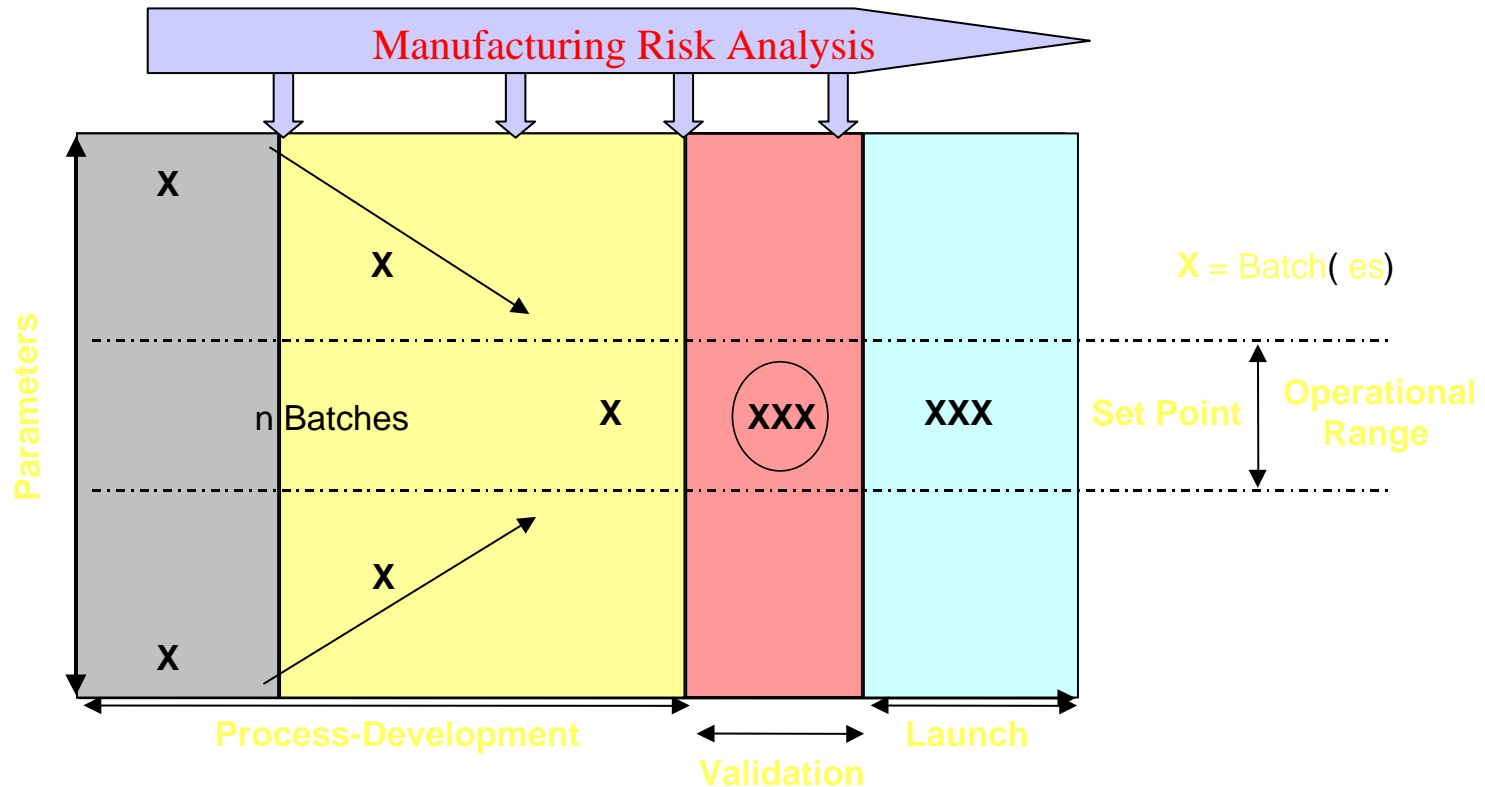 Manufacturing Risk Analysis
X
X
X = Batch( es)
Parameters
n Batches
X
XXX
XXX
Set Point
Operational
Range
X
X
Process-Development
Launch
Validation